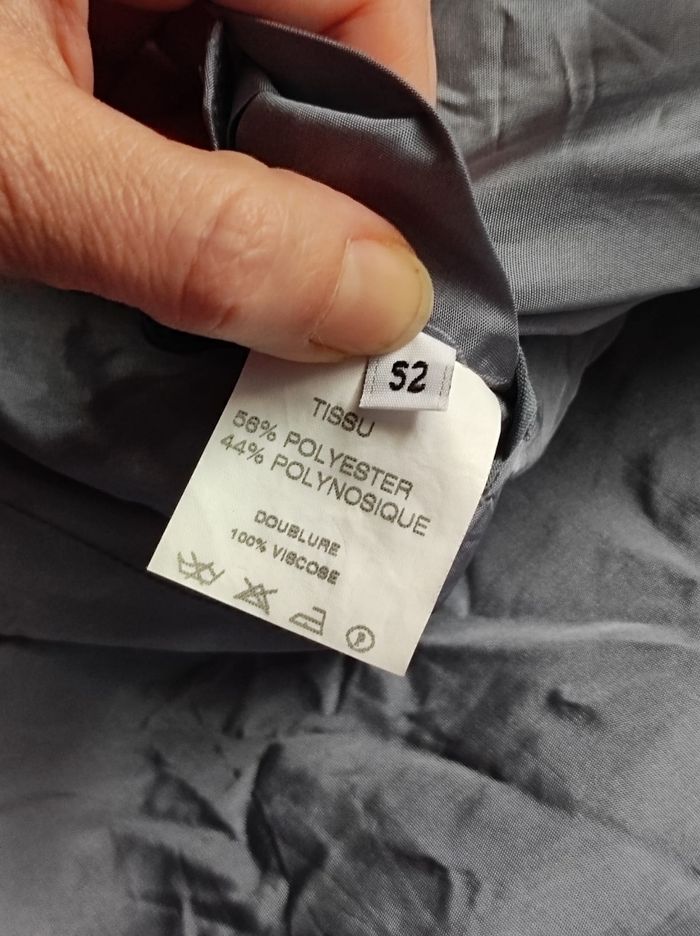 52
TISSU
56% POLYESTER
44% POLYNOSIQUE
DOUBLURE
100% VISCOSE
P